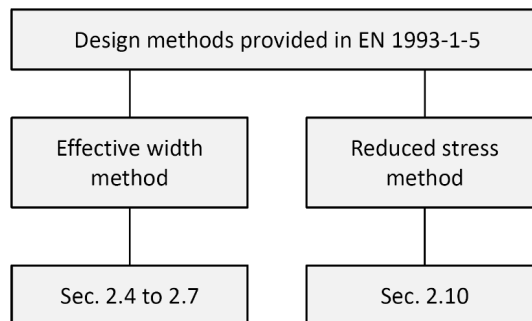 Design methods provided in EN 1993-1-5
Effective width
method
Reduced stress
method
Sec. 2.4 to 2.7
Sec. 2.10